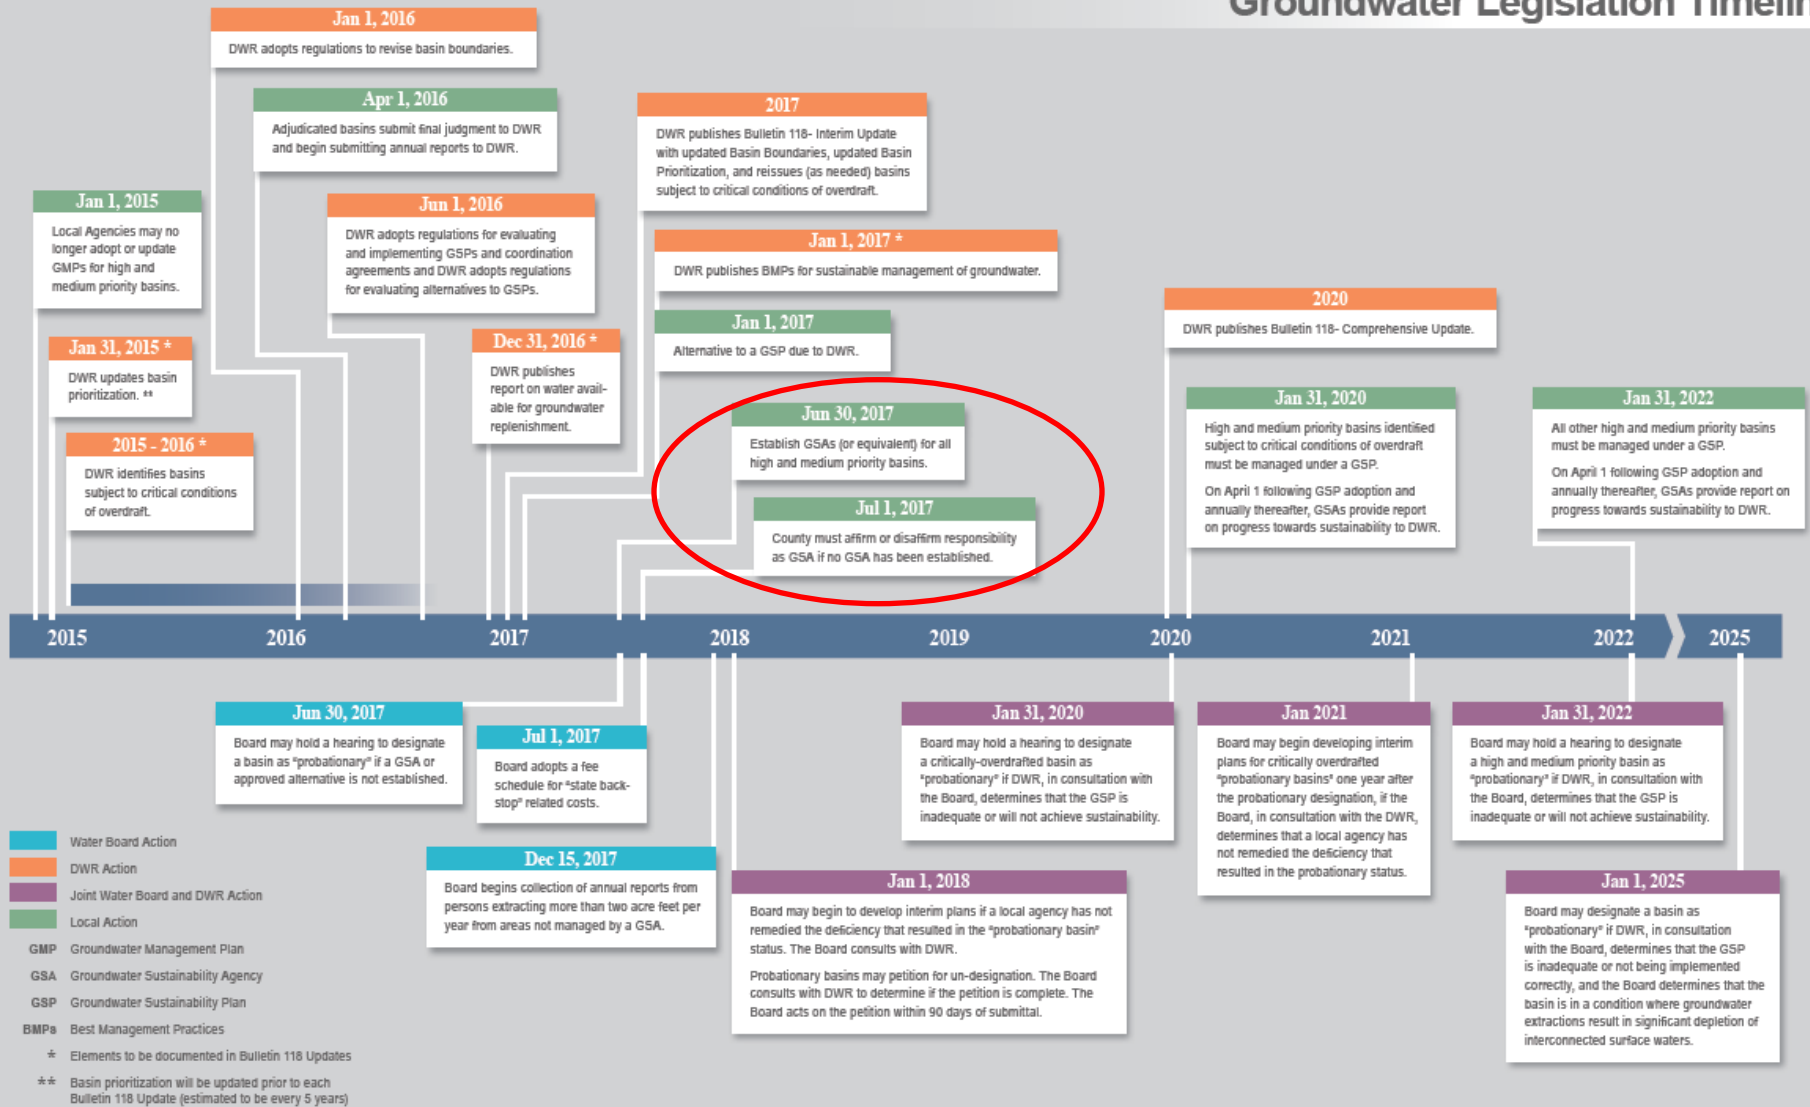 Groundwater Legislation Timelin
Jan 1, 2016
DWR adopts regulations to revise basin boundaries.
Apr 1, 2016
Adjudicated basins submit final judgment to DWR
and begin submitting annual reports to DWR.
2017
DWR publishes Bulletin 118- Interim Update
with updated Basin Boundaries, updated Basin
Prioritization, and reissues (as needed) basins
subject to critical conditions of overdraft.
Jan 1, 2015
Local Agencies may no
longer adopt or update
GMPs for high and
medium priority basins.
Jun 1, 2016
DWR adopts regulations for evaluating
and implementing GSPs and coordination
agreements and DWR adopts regulations
for evaluating alternatives to GSPs.
Jan 1, 2017 *
DWR publishes BMPs for sustainable management of groundwater.
Jan 1, 2017
Alternative to a GSP due to DWR.
2020
DWR publishes Bulletin 118- Comprehensive Update.
Jan 31, 2015 *
DWR updates basin
prioritization. **
Dec 31, 2016 *
DWR publishes
report on water avail-
able for groundwater
replenishment.
Jun 30, 2017
Establish GSAs (or equivalent) for all
high and medium priority basins.
Jan 31, 2020
High and medium priority basins identified
subject to critical conditions of overdraft
must be managed under a GSP.
On April 1 following GSP adoption and
annually thereafter, GSAs provide report
on progress towards sustainability to DWR.
Jan 31, 2022
All other high and medium priority basins
must be managed under a GSP.
On April 1 following GSP adoption and
annually thereafter, GSAs provide report on
progress towards sustainability to DWR.
2015 - 2016 *
DWR identifies basins
subject to critical conditions
of overdraft.
Jul 1, 2017
County must affirm or disaffirm responsibility
as GSA if no GSA has been established.
2015
2016
2017
2018
2019
2020
2021
2022
2025
Jun 30, 2017
Board may hold a hearing to designate
a basin as "probationary" if a GSA or
approved alternative is not established.
Jul 1, 2017
Board adopts a fee
schedule for "state back-
stop" related costs.
Jan 31, 2020
Board may hold a hearing to designate
a critically-overdrafted basin as
"probationary" if DWR, in consultation with
the Board, determines that the GSP is
inadequate or will not achieve sustainability.
Jan 2021
Board may begin developing interim
plans for critically overdrafted
"probationary basins" one year after
the probationary designation, if the
Board, in consultation with the DWR,
determines that a local agency has
not remedied the deficiency that
resulted in the probationary status.
Jan 31, 2022
Board may hold a hearing to designate
a high and medium priority basin as
"probationary" if DWR, in consultation with
the Board, determines that the GSP is
inadequate or will not achieve sustainability.
Dec 15, 2017
Board begins collection of annual reports from
persons extracting more than two acre feet per
year from areas not managed by a GSA.
Jan 1, 2018
Board may begin to develop interim plans if a local agency has not
remedied the deficiency that resulted in the "probationary basin"
status. The Board consults with DWR.
Probationary basins may petition for un-designation. The Board
consults with DWR to determine if the petition is complete. The
Board acts on the petition within 90 days of submittal.
Jan 1, 2025
Board may designate a basin as
"probationary" if DWR, in consultation
with the Board, determines that the GSP
is inadequate or not being implemented
correctly, and the Board determines that the
basin is in a condition where groundwater
extractions result in significant depletion of
interconnected surface waters.
Water Board Action
DWR Action
Joint Water Board and DWR Action
Local Action
GMP Groundwater Management Plan
GSA Groundwater Sustainability Agency
GSP Groundwater Sustainability Plan
BMPs Best Management Practices
* Elements to be documented in Bulletin 118 Updates
** Basin prioritization will be updated prior to each
Bulletin 118 Update (estimated to be every 5 years)